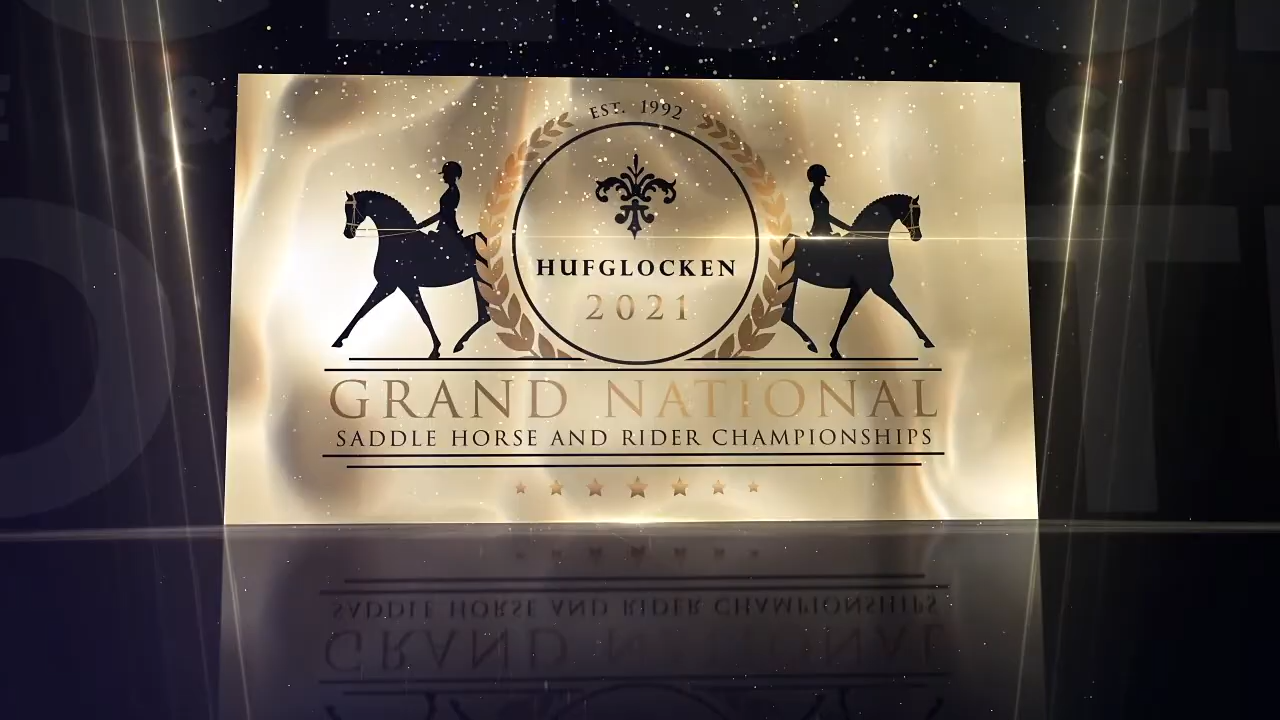 EST. 1992
HUFGLOCKEN
2021
GRAND NATIONAL
SADDLE HORSE AND RIDER CHAMPIONSHIPS